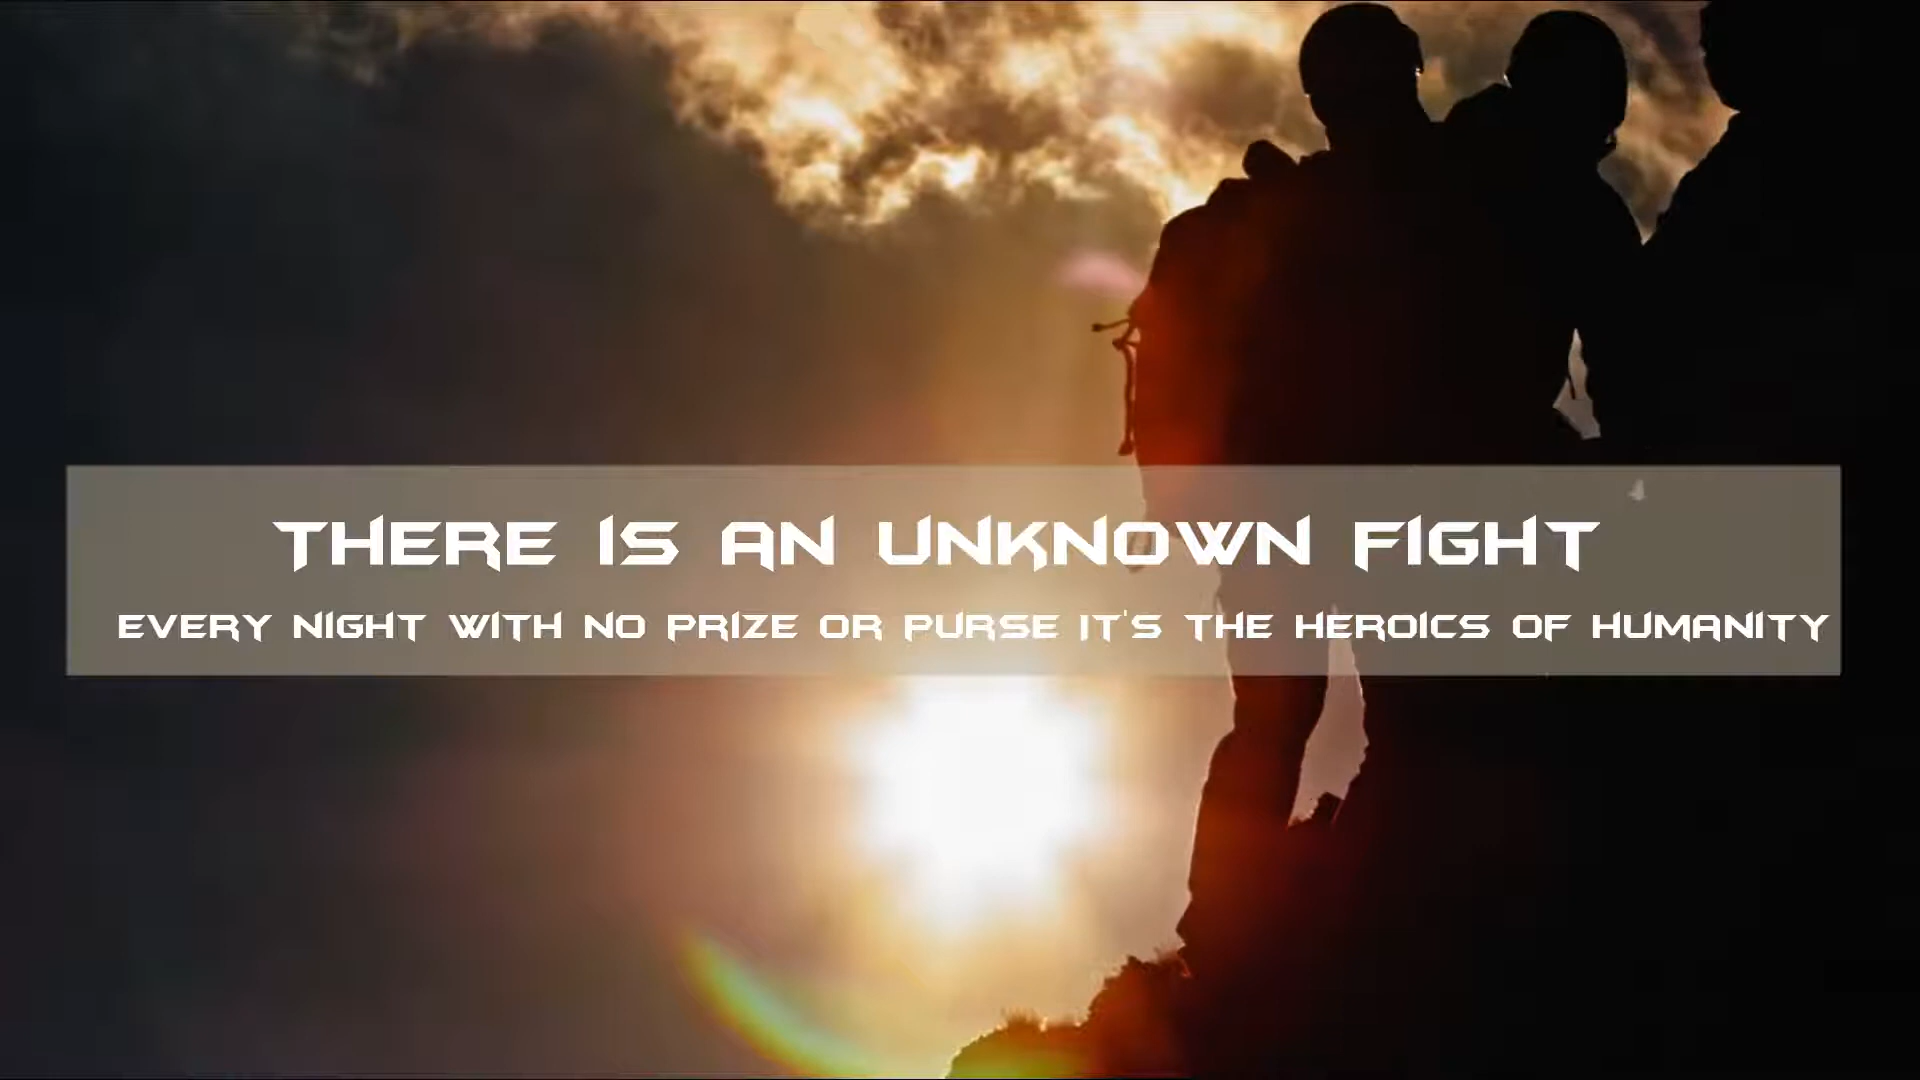 THERE IS AN UNKNOWN FIGHT
EVERY NIGHT WITH NO PRIZE OR PURSE IT'S THE HEROICS OF HUMANITY